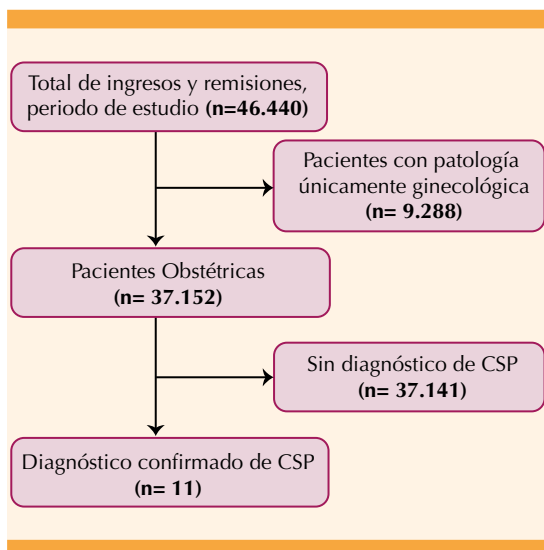 Total de ingresos y remisiones,
periodo de estudio (n=46.440)
Pacientes con patología
únicamente ginecológica
(n= 9.288)
Pacientes Obstétricas
(n= 37.152)
Sin diagnóstico de CSP
(n= 37.141)
Diagnóstico confirmado de CSP
(n= 11)